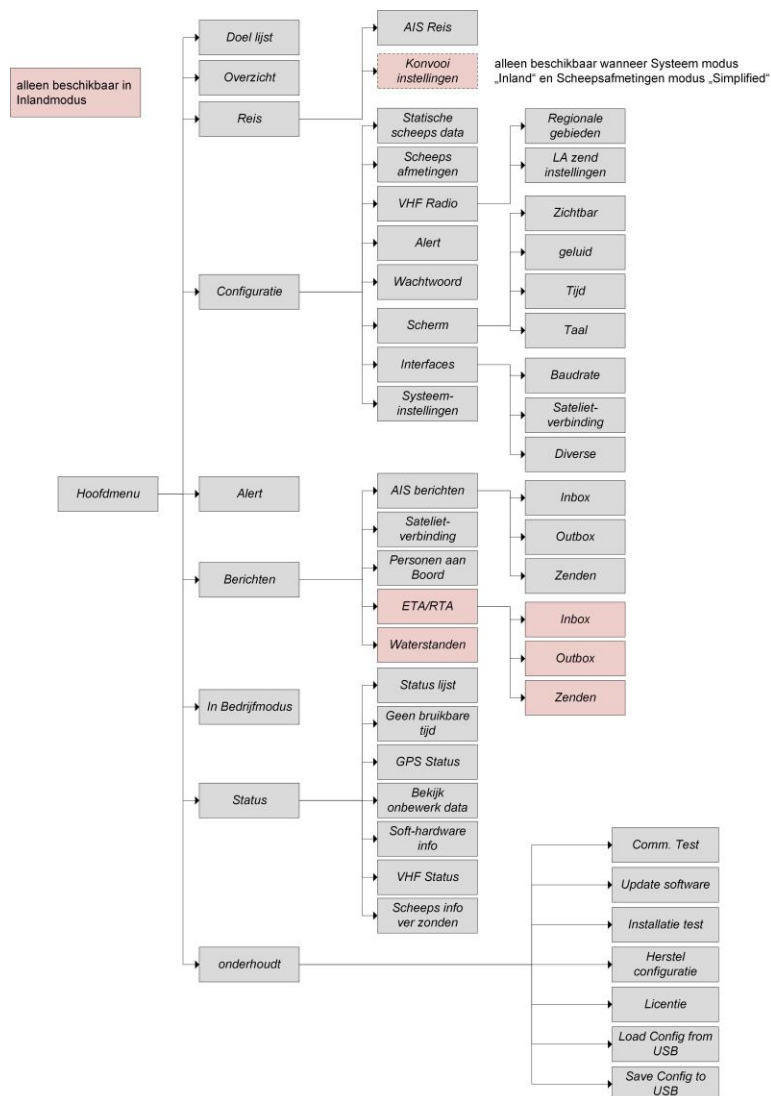 alleen beschikbaar in
Inlandmodus
Hoofdmenu
Doel lijst
Overzicht
Reis
AIS Reis
Konvooi
instellingen
alleen beschikbaar wanneer Systeem modus
„Inland“ en Scheepsafmetingen modus „Simplified“
Configuratie
Statische
scheeps data
Scheeps
afmetingen
VHF Radio
Regionale
gebieden
LA zend
instellingen
Alert
Wachtwoord
Scherm
Zichtbar
geluid
Tijd
Taal
Interfaces
Baudrate
Sateliet-
verbinding
Diverse
Systeem-
instellingen
Alert
Berichten
AIS berichten
Inbox
Outbox
Zenden
Sateliet-
verbinding
Personen aan
Boord
ETA/RTA
Inbox
Outbox
Zenden
Waterstanden
In Bedrijfmodus
Status
Status lijst
Geen bruikbare
tijd
GPS Status
Bekijk
onbewerk data
Soft-hardware
info
VHF Status
Scheeps info
ver zonden
onderhoudt
Comm. Test
Update software
Installatie test
Herstel
configuratie
Licentie
Load Config from
USB
Save Config to
USB